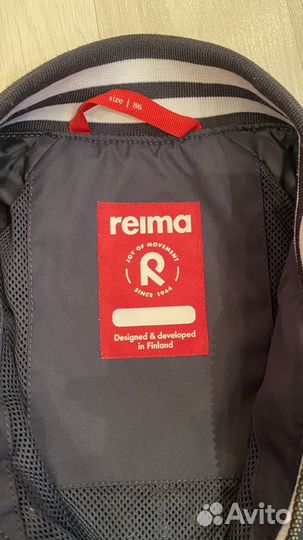 size | 86
reima
JOY OF MOVEMENT
R
SINCE 1944
Designed & developed
in Finland
Avito